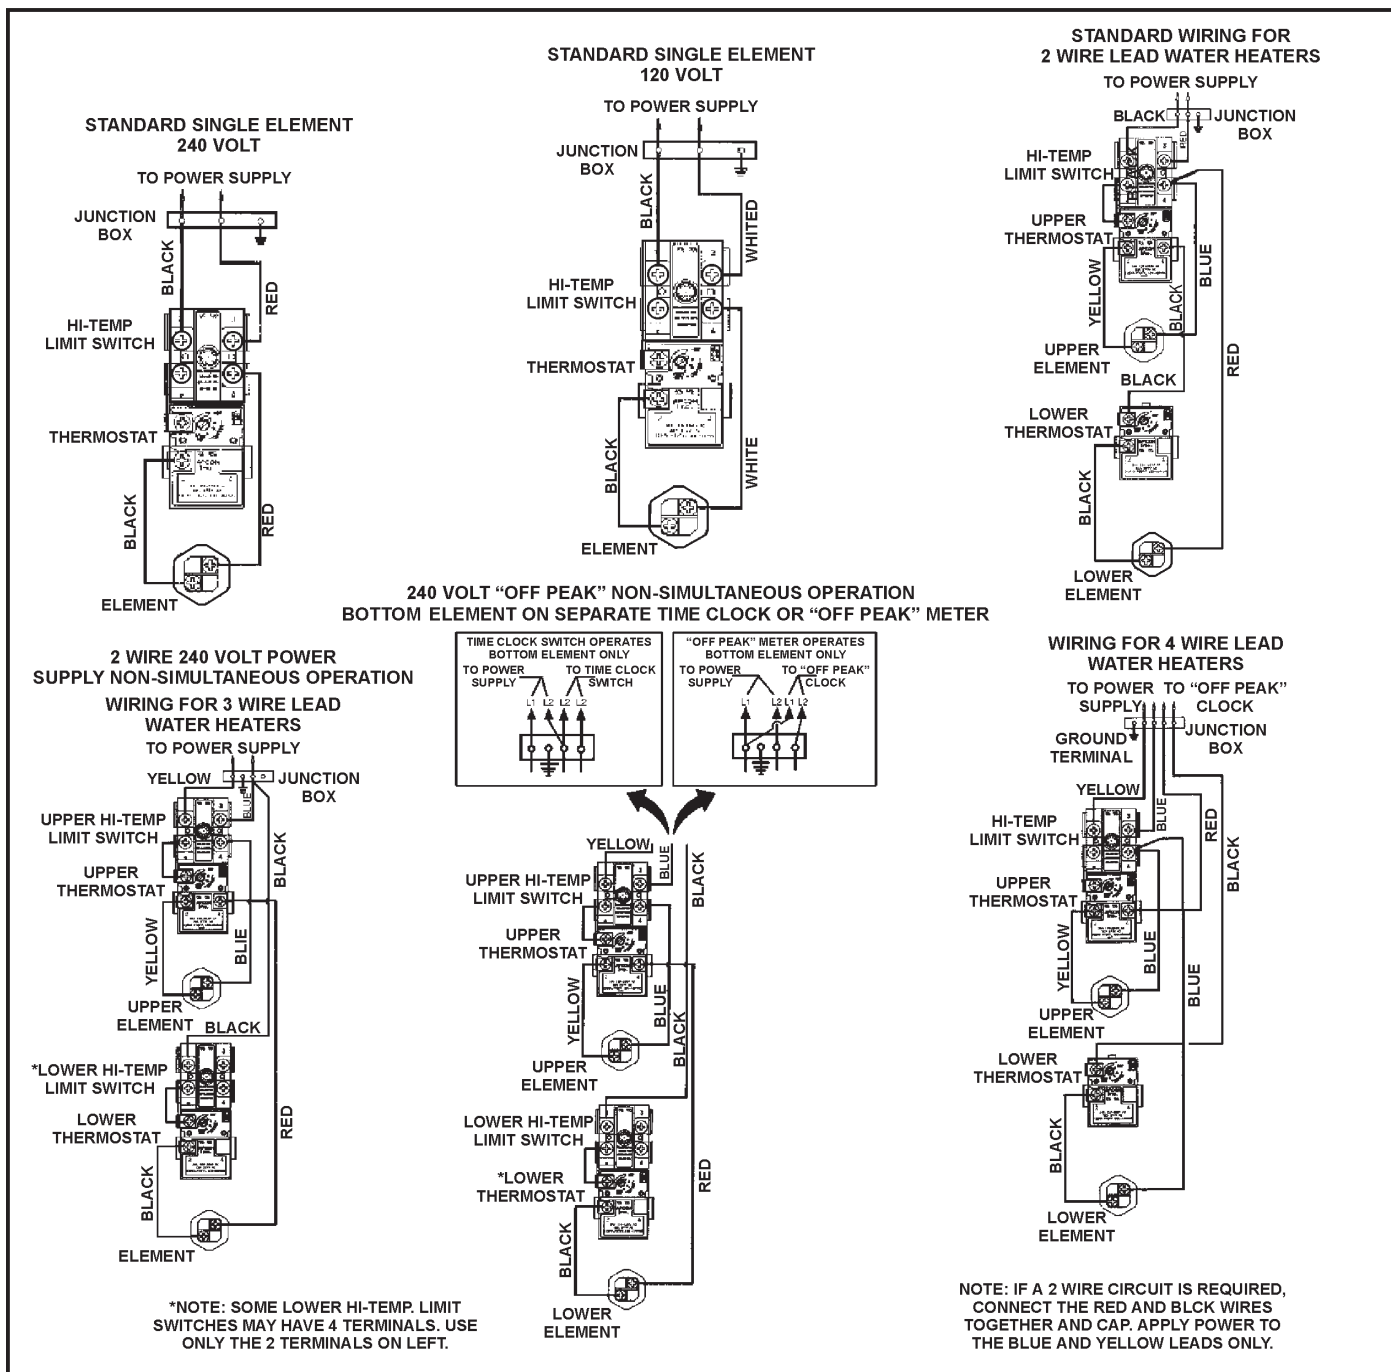 STANDARD SINGLE ELEMENT
240 VOLT
TO POWER SUPPLY
JUNCTION
BOX
BLACK
RED
HI-TEMP
LIMIT SWITCH
THERMOSTAT
BLACK
RED
ELEMENT
STANDARD SINGLE ELEMENT
120 VOLT
TO POWER SUPPLY
JUNCTION
BOX
BLACK
WHITED
HI-TEMP
LIMIT SWITCH
THERMOSTAT
BLACK
WHITE
ELEMENT
STANDARD WIRING FOR
2 WIRE LEAD WATER HEATERS
TO POWER SUPPLY
BLACK
JUNCTION
BOX
RED
BLACK
HI-TEMP
LIMIT SWITCH
UPPER
THERMOSTAT
YELLOW
BLACK
BLUE
UPPER
ELEMENT
RED
BLACK
LOWER
THERMOSTAT
BLACK
LOWER
ELEMENT
240 VOLT “OFF PEAK” NON-SIMULTANEOUS OPERATION
BOTTOM ELEMENT ON SEPARATE TIME CLOCK OR “OFF PEAK” METER
TIME CLOCK SWITCH OPERATES
BOTTOM ELEMENT ONLY
TO POWER
SUPPLY
TO TIME CLOCK
SWITCH
L1 L2 L2 L2
“OFF PEAK” METER OPERATES
BOTTOM ELEMENT ONLY
TO POWER
SUPPLY
TO “OFF PEAK”
CLOCK
L1 L2 L1 L2
YELLOW
BLUE
BLACK
UPPER HI-TEMP
LIMIT SWITCH
UPPER
THERMOSTAT
YELLOW
BLUE
BLACK
UPPER
ELEMENT
LOWER HI-TEMP
LIMIT SWITCH
*LOWER
THERMOSTAT
RED
BLACK
LOWER
ELEMENT
2 WIRE 240 VOLT POWER
SUPPLY NON-SIMULTANEOUS OPERATION
WIRING FOR 3 WIRE LEAD
WATER HEATERS
TO POWER SUPPLY
YELLOW
JUNCTION
BOX
BLUE
BLACK
UPPER HI-TEMP
LIMIT SWITCH
UPPER
THERMOSTAT
YELLOW
BLIE
UPPER
ELEMENT
BLACK
*LOWER HI-TEMP
LIMIT SWITCH
LOWER
THERMOSTAT
RED
BLACK
ELEMENT
*NOTE: SOME LOWER HI-TEMP. LIMIT
SWITCHES MAY HAVE 4 TERMINALS. USE
ONLY THE 2 TERMINALS ON LEFT.
WIRING FOR 4 WIRE LEAD
WATER HEATERS
TO POWER
SUPPLY
TO “OFF PEAK”
CLOCK
GROUND
TERMINAL
JUNCTION
BOX
YELLOW
BLUE
RED
BLACK
HI-TEMP
LIMIT SWITCH
UPPER
THERMOSTAT
YELLOW
BLUE
BLUE
UPPER
ELEMENT
LOWER
THERMOSTAT
BLACK
LOWER
ELEMENT
NOTE: IF A 2 WIRE CIRCUIT IS REQUIRED,
CONNECT THE RED AND BLCK WIRES
TOGETHER AND CAP. APPLY POWER TO
THE BLUE AND YELLOW LEADS ONLY.